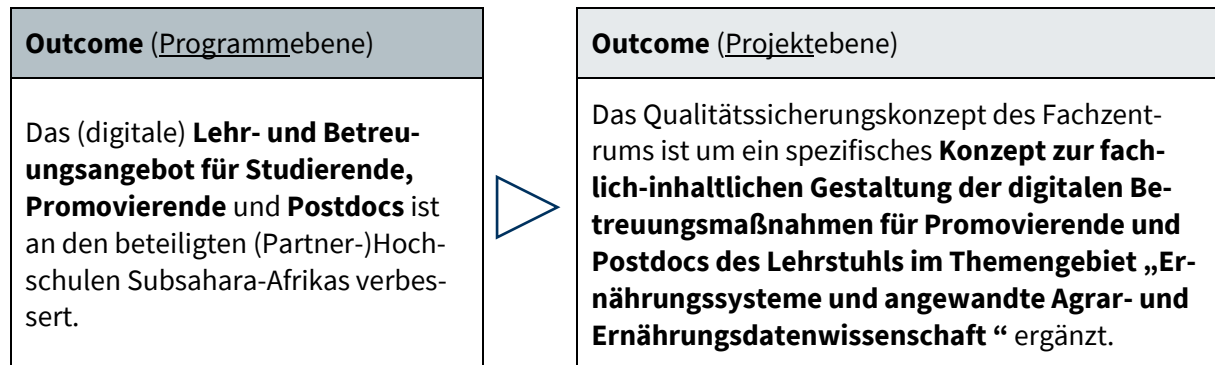 Outcome (Programmebene)
Das (digitale) Lehr- und Betreu-
ungsangebot für Studierende,
Promovierende und Postdocs ist
an den beteiligten (Partner-)Hoch-
schulen Subsahara-Afrikas verbes-
sert.
Outcome (Projektebene)
Das Qualitätssicherungskonzept des Fachzent-
rums ist um ein spezifisches Konzept zur fach-
lich-inhaltlichen Gestaltung der digitalen Be-
treuungsmaßnahmen für Promovierende und
Postdocs des Lehrstuhls im Themengebiet „Er-
nährungssysteme und angewandte Agrar- und
Ernährungsdatenwissenschaft “ ergänzt.